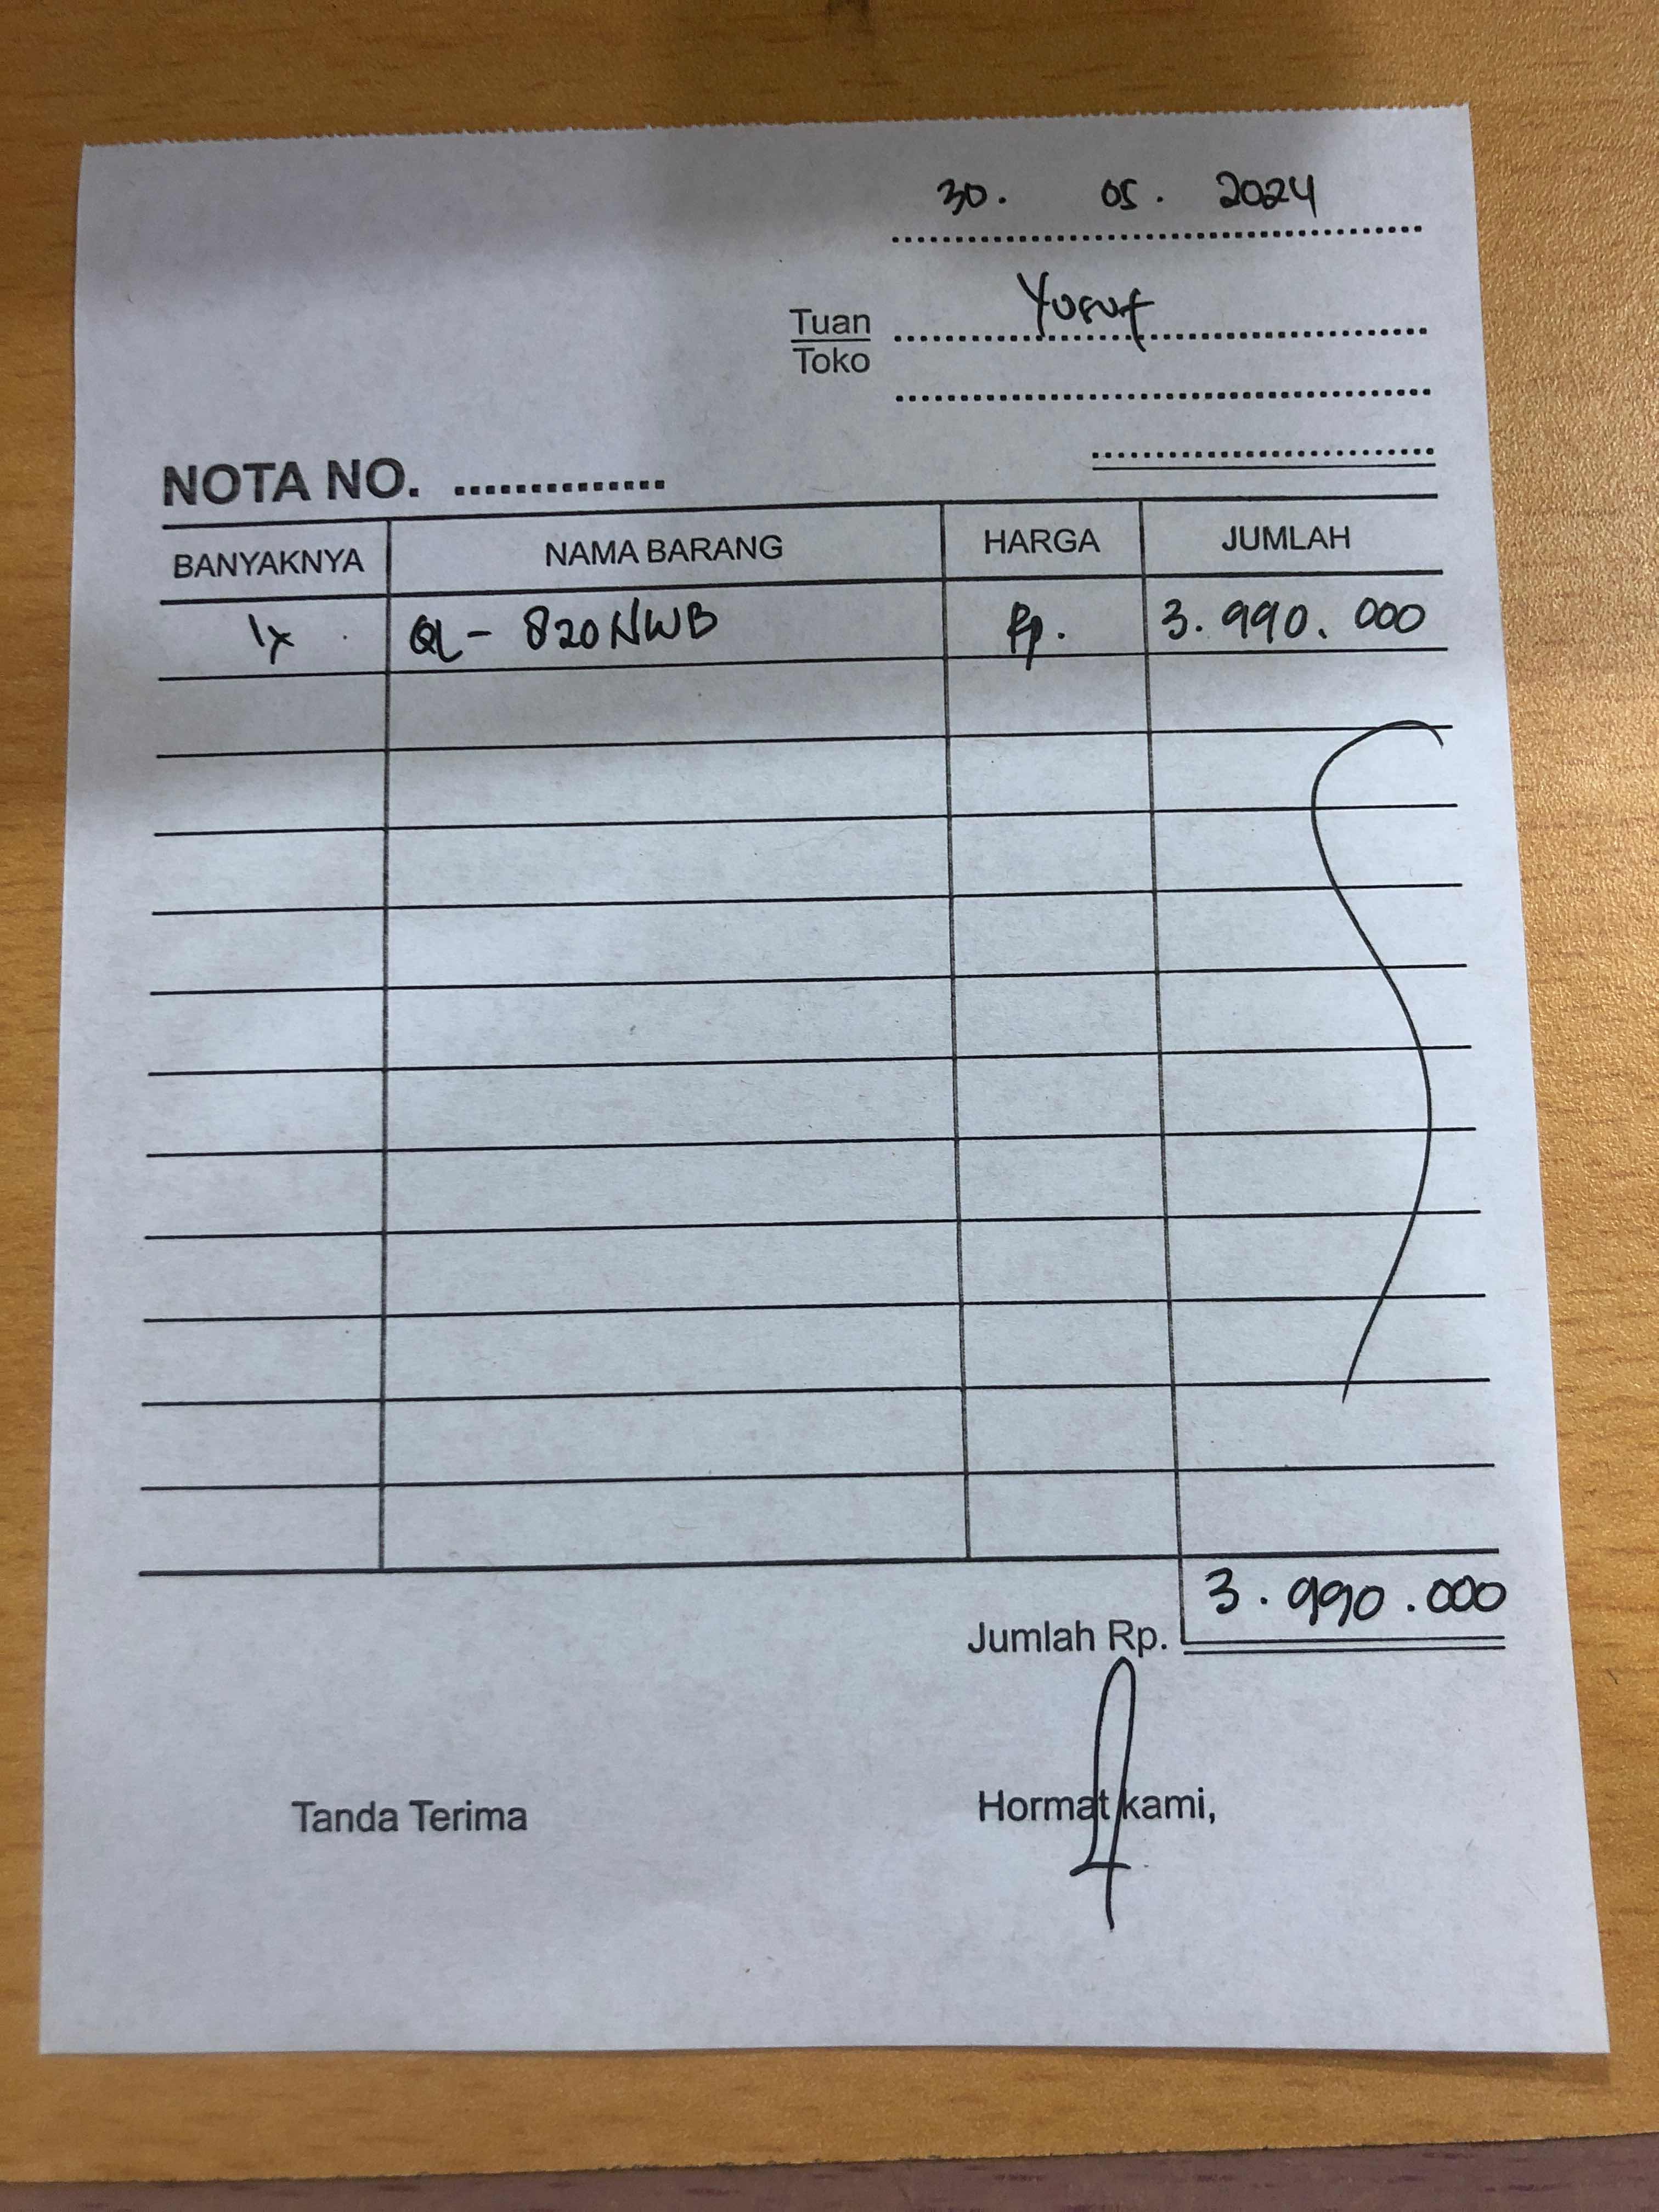 30. 05. 2024
Tuan Yusuf
Toko
NOTA NO. ..............
BANYAKNYA NAMA BARANG HARGA JUMLAH
1x QL - 820NWB Rp. 3.990.000
Jumlah Rp. 3.990.000
Tanda Terima Hormat kami,